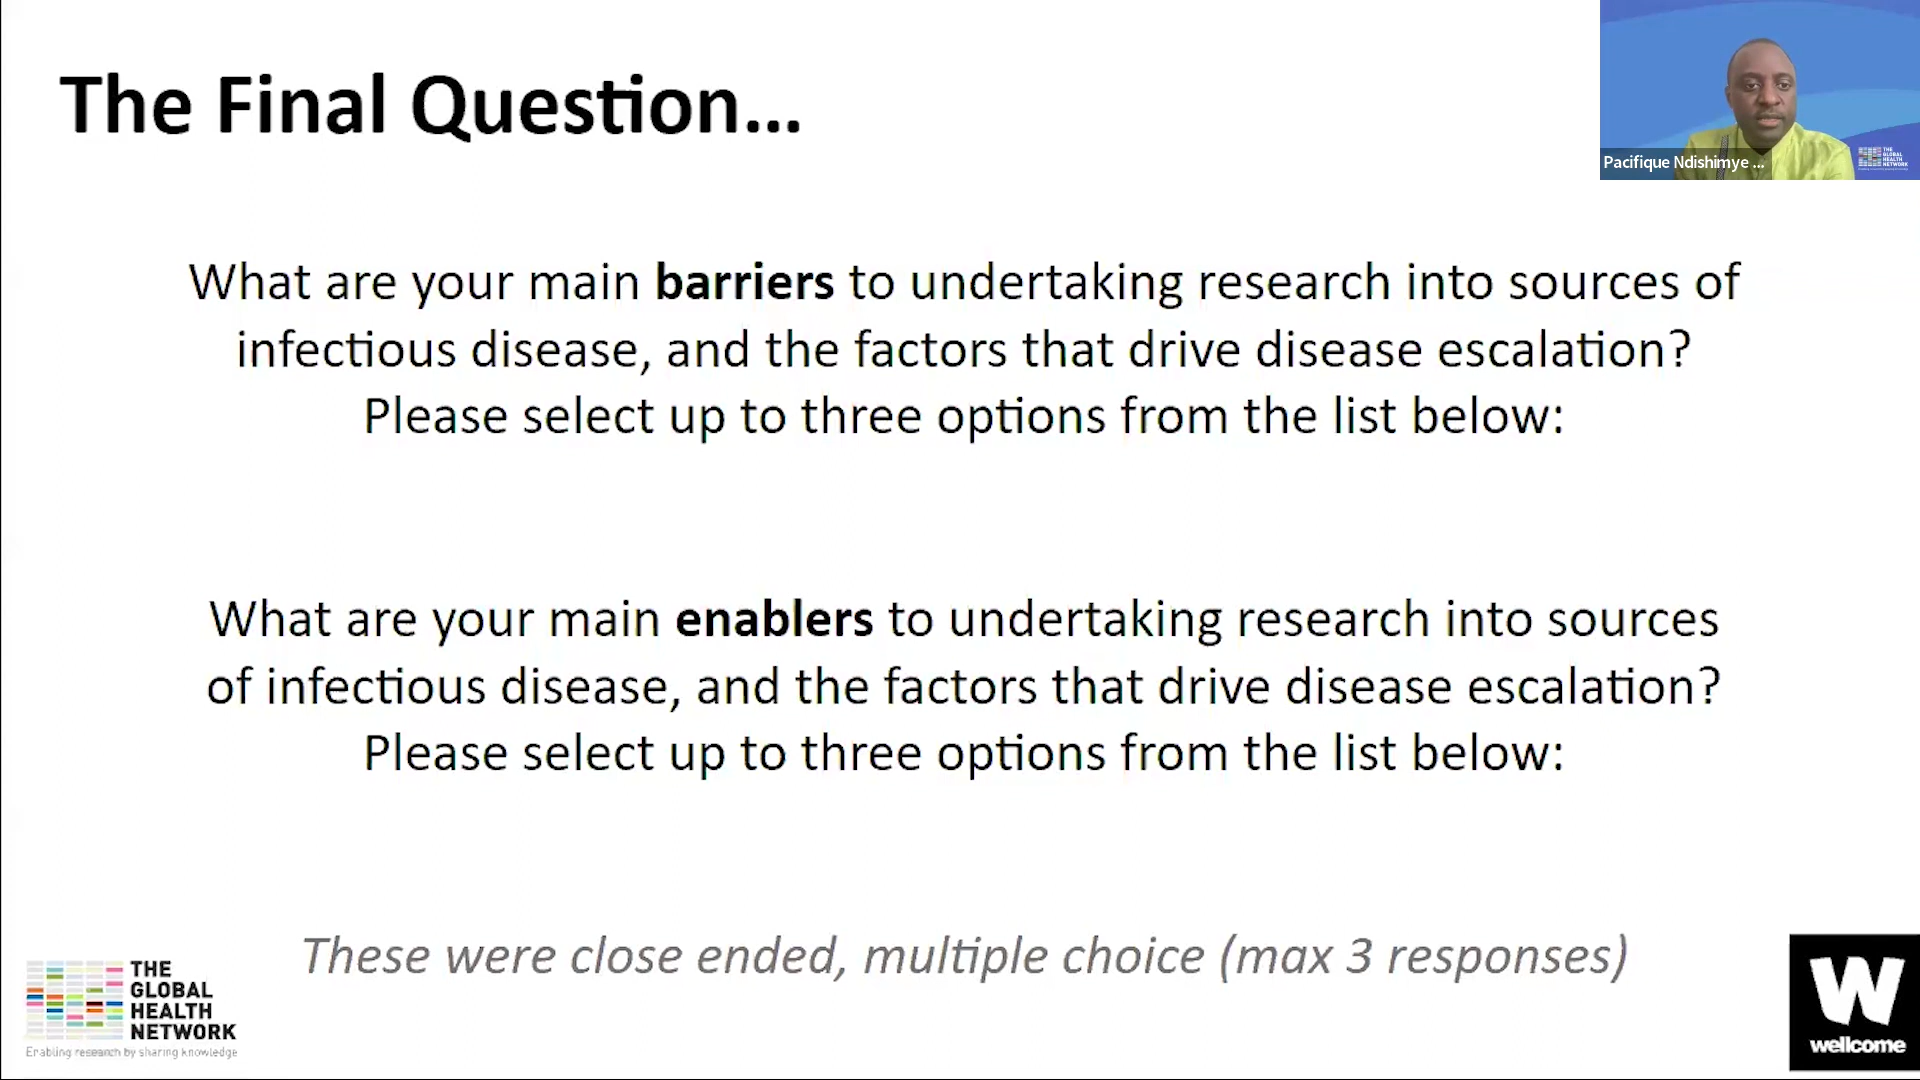 The Final Question...
Pacifique Ndishimye ...
THE
GLOBAL
HEALTH
NETWORK
What are your main barriers to undertaking research into sources of
infectious disease, and the factors that drive disease escalation?
Please select up to three options from the list below:
What are your main enablers to undertaking research into sources
of infectious disease, and the factors that drive disease escalation?
Please select up to three options from the list below:
These were close ended, multiple choice (max 3 responses)
THE
GLOBAL
HEALTH
NETWORK
Enabling research by sharing knowledge
W
wellcome